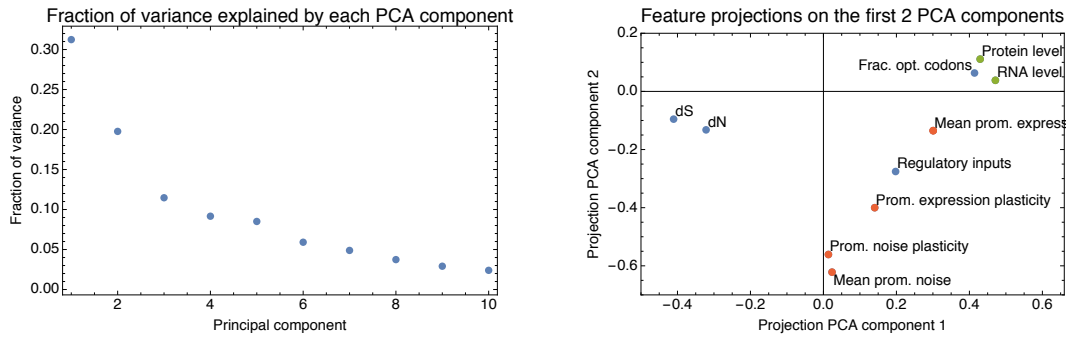 Fraction of variance explained by each PCA component
0.30
0.20
0.15
0.10
0.05
0.00
2
4
6
8
10
Fraction of variance
Principal component
Feature projections on the first 2 PCA components
0.2
0.0
−0.2
−0.4
−0.6
−0.4
−0.2
0.0
0.2
0.4
0.6
Projection PCA component 2
Projection PCA component 1
Protein level
Frac. opt. codons
RNA level
dS
dN
Mean prom. express
Regulatory inputs
Prom. expression plasticity
Prom. noise plasticity
Mean prom. noise